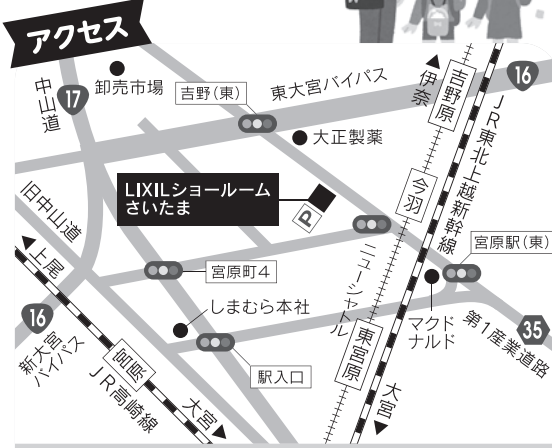 アクセス
中山道
17
卸売市場
吉野(東)
東大宮バイパス
伊奈
吉野原
16
JR東北上越新幹線
大正製薬
LIXILショールーム
さいたま
P
今羽
旧中山道
上尾
宮原町4
ニューシャトル
宮原駅(東)
しまむら本社
マクド
ナルド
35
第1産業道路
16
新大宮
バイパス
宮原
JR高崎線
大宮
駅入口
東宮原
大宮